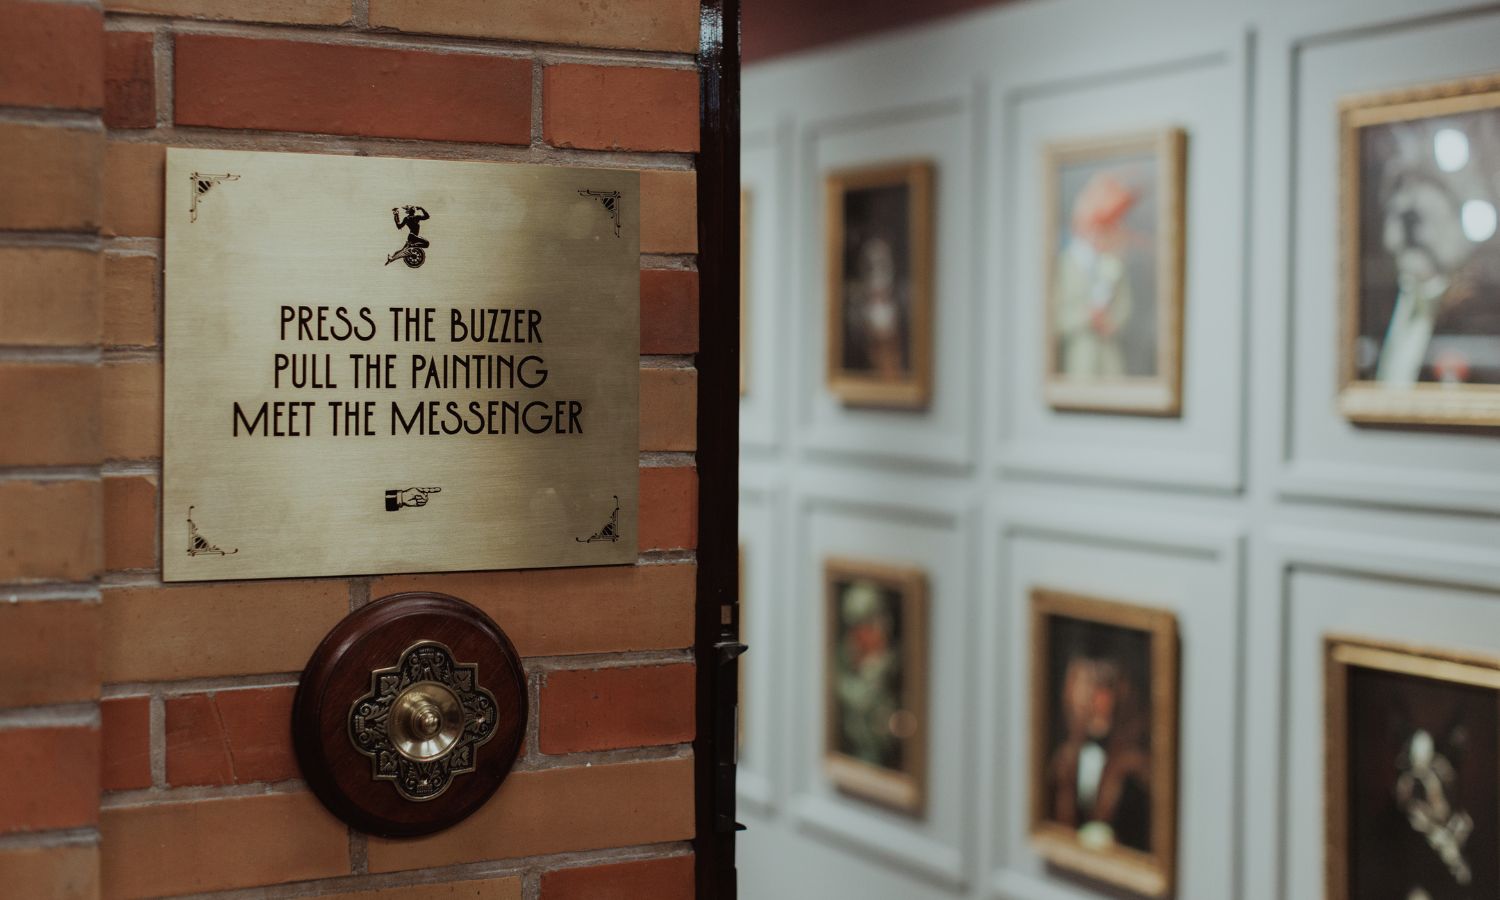 PRESS THE BUZZER
PULL THE PAINTING
MEET THE MESSENGER